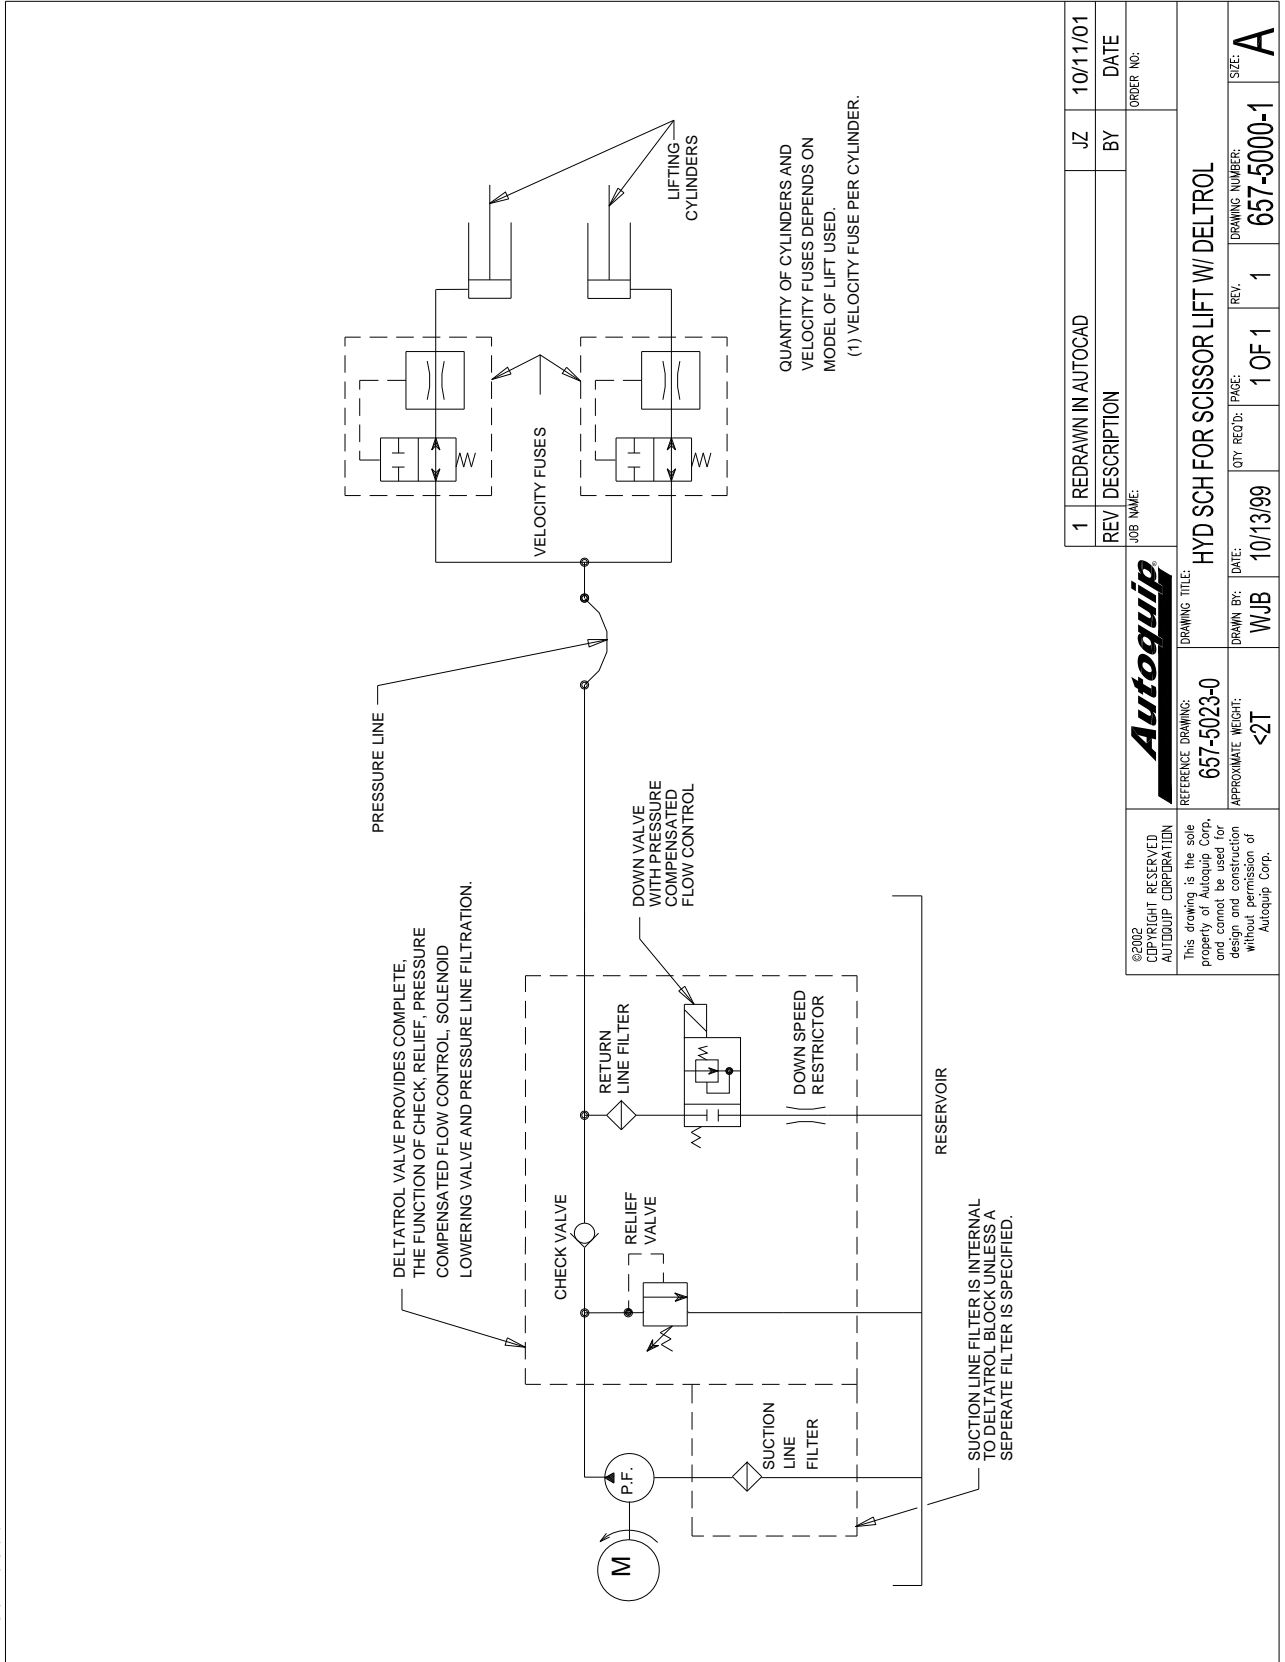 DELTATROL VALVE PROVIDES COMPLETE,
THE FUNCTION OF CHECK, RELIEF, PRESSURE
COMPENSATED FLOW CONTROL, SOLENOID
LOWERING VALVE AND PRESSURE LINE FILTRATION.
PRESSURE LINE
VELOCITY FUSES
LIFTING
CYLINDERS
QUANTITY OF CYLINDERS AND
VELOCITY FUSES DEPENDS ON
MODEL OF LIFT USED.
(1) VELOCITY FUSE PER CYLINDER.
CHECK VALVE
RELIEF
VALVE
RETURN
LINE FILTER
DOWN VALVE
WITH PRESSURE
COMPENSATED
FLOW CONTROL
DOWN SPEED
RESTRICTOR
M
P.F.
SUCTION
LINE
FILTER
RESERVOIR
SUCTION LINE FILTER IS INTERNAL
TO DELTATROL BLOCK UNLESS A
SEPERATE FILTER IS SPECIFIED.
1 REDRAWN IN AUTOCAD JZ 10/11/01
REV DESCRIPTION BY DATE
©2002
COPYRIGHT RESERVED
AUTOQUIP CORPORATION
This drawing is the sole
property of Autoquip Corp,
and cannot be used for
design and construction
without permission of
Autoquip Corp.
Autoquip®
JOB NAME:
ORDER NO:
REFERENCE DRAWING:
657-5023-0
DRAWING TITLE:
HYD SCH FOR SCISSOR LIFT W/ DELTROL
APPROXIMATE WEIGHT:
<2T
DRAWN BY:
WJB
DATE:
10/13/99
QTY REQ'D:
PAGE:
1 OF 1
REV.
1
DRAWING NUMBER:
657-5000-1
SIZE:
A